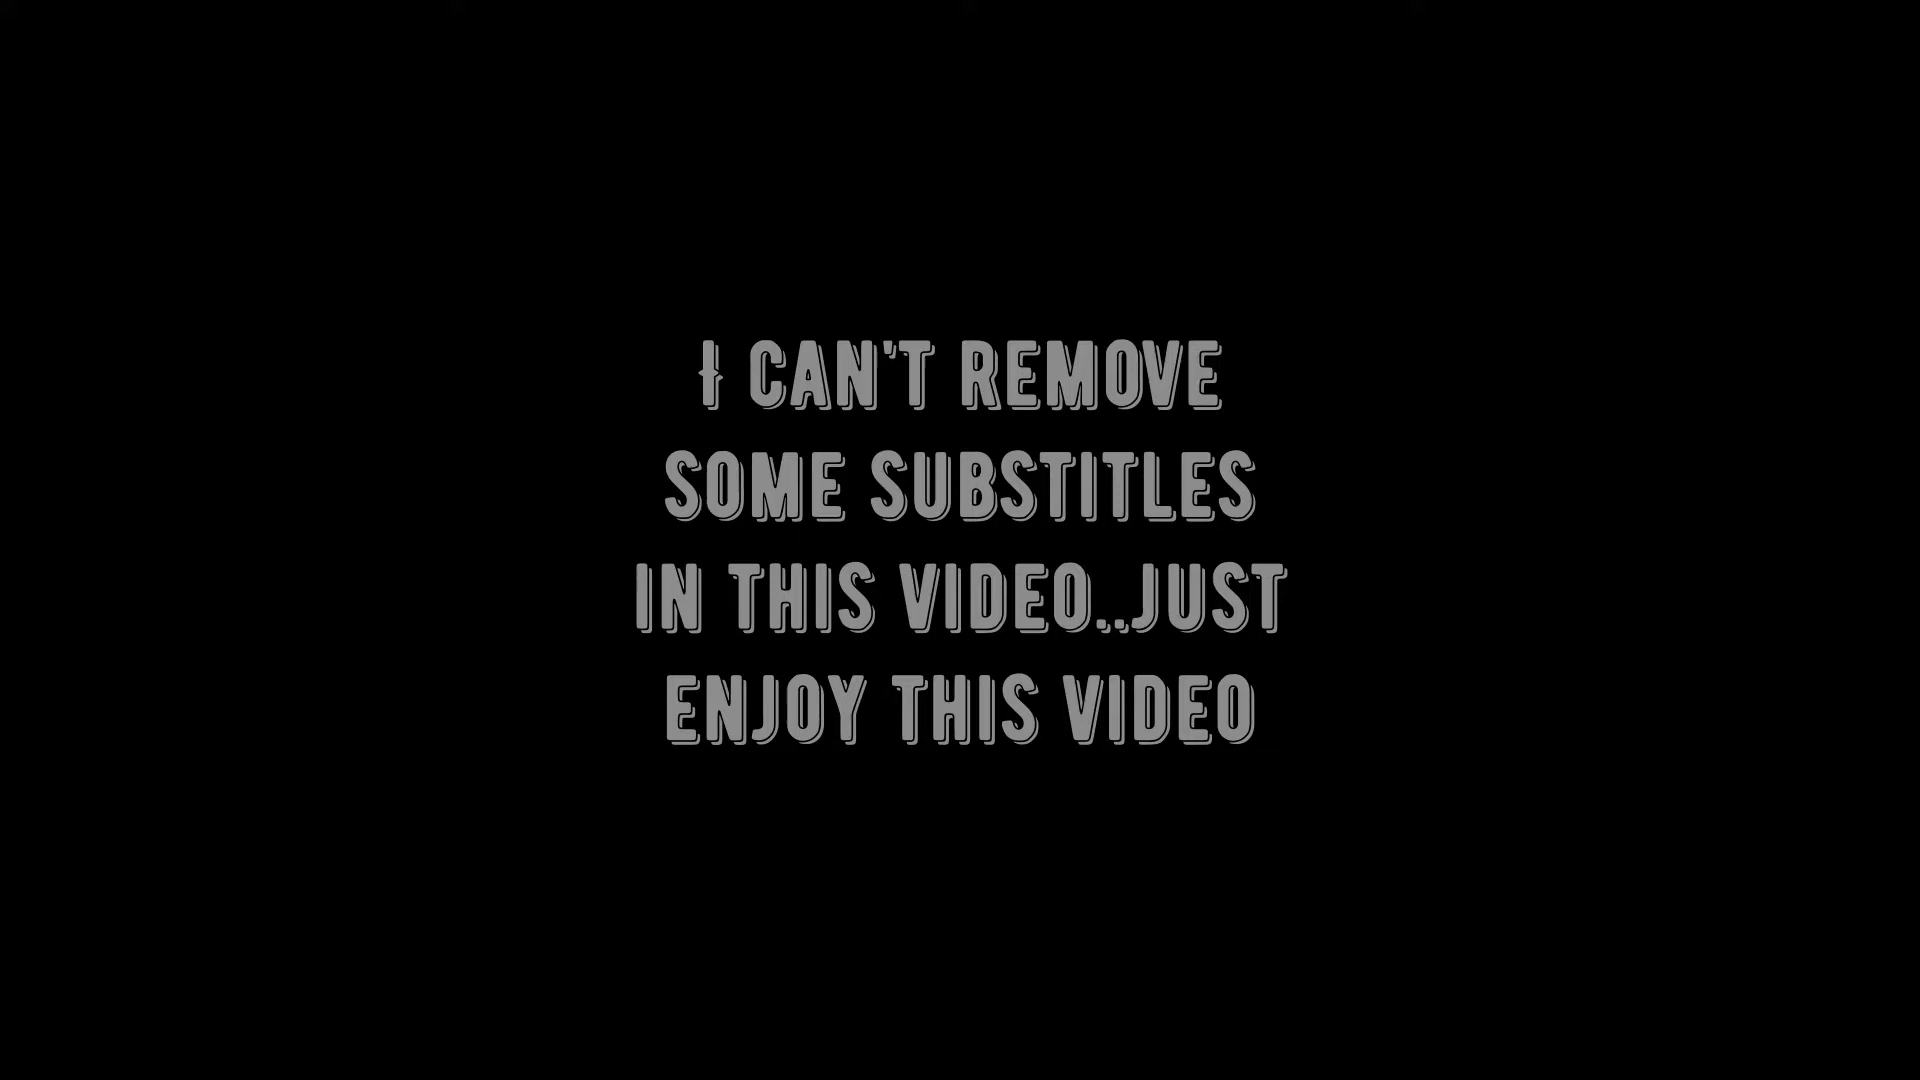 I CAN'T REMOVE
SOME SUBSTITLES
IN THIS VIDEO..JUST
ENJOY THIS VIDEO